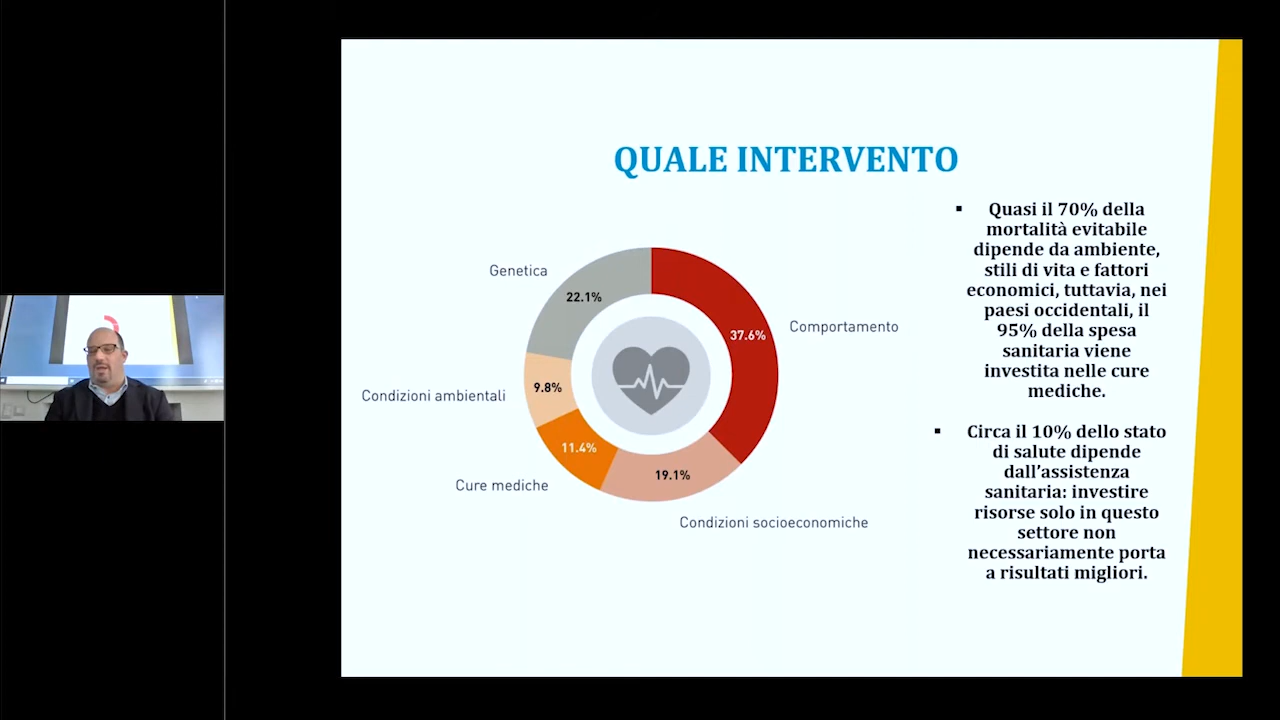 QUALE INTERVENTO
Genetica
22.1%
37.6%
Comportamento
9.8%
Condizioni ambientali
11.4%
Cure mediche
19.1%
Condizioni socioeconomiche
▪ Quasi il 70% della
mortalità evitabile
dipende da ambiente,
stili di vita e fattori
economici, tuttavia, nei
paesi occidentali, il
95% della spesa
sanitaria viene
investita nelle cure
mediche.
▪ Circa il 10% dello stato
di salute dipende
dall'assistenza
sanitaria: investire
risorse solo in questo
settore non
necessariamente porta
a risultati migliori.